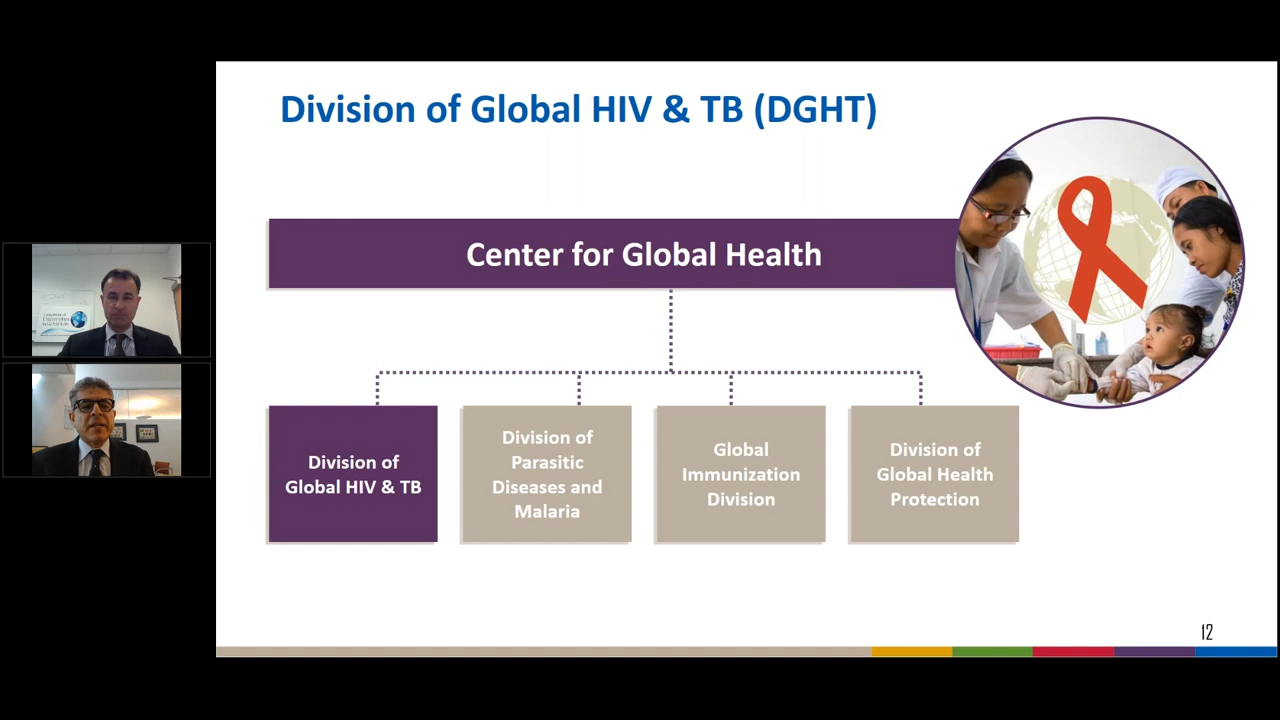 Division of Global HIV & TB (DGHT)
Center for Global Health
Division of
Global HIV & TB
Division of
Parasitic
Diseases and
Malaria
Global
Immunization
Division
Division of
Global Health
Protection
12